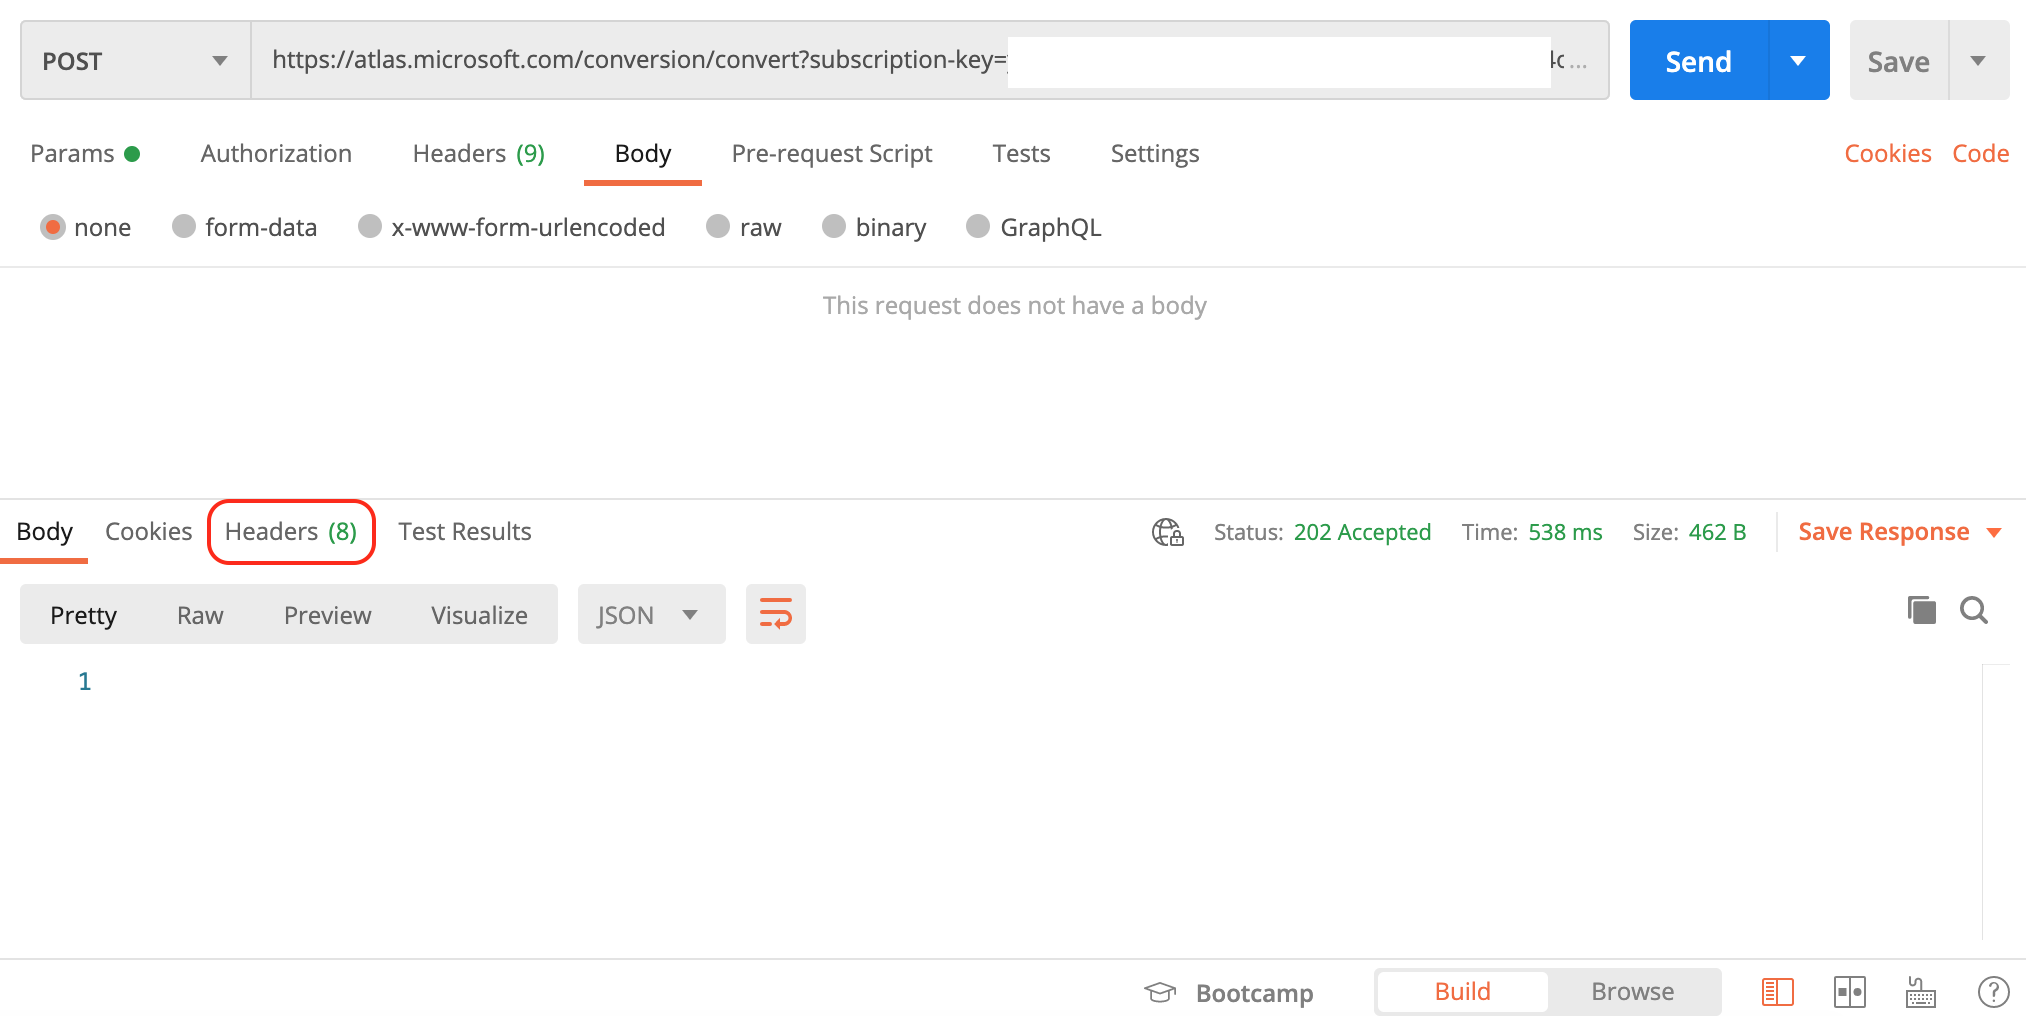 POST https://atlas.microsoft.com/conversion/convert?subscription-key= ... Send Save
Params Authorization Headers (9) Body Pre-request Script Tests Settings Cookies Code
none form-data x-www-form-urlencoded raw binary GraphQL
This request does not have a body
Body Cookies Headers (8) Test Results Status: 202 Accepted Time: 538 ms Size: 462 B Save Response
Pretty Raw Preview Visualize JSON
1
Bootcamp Build Browse